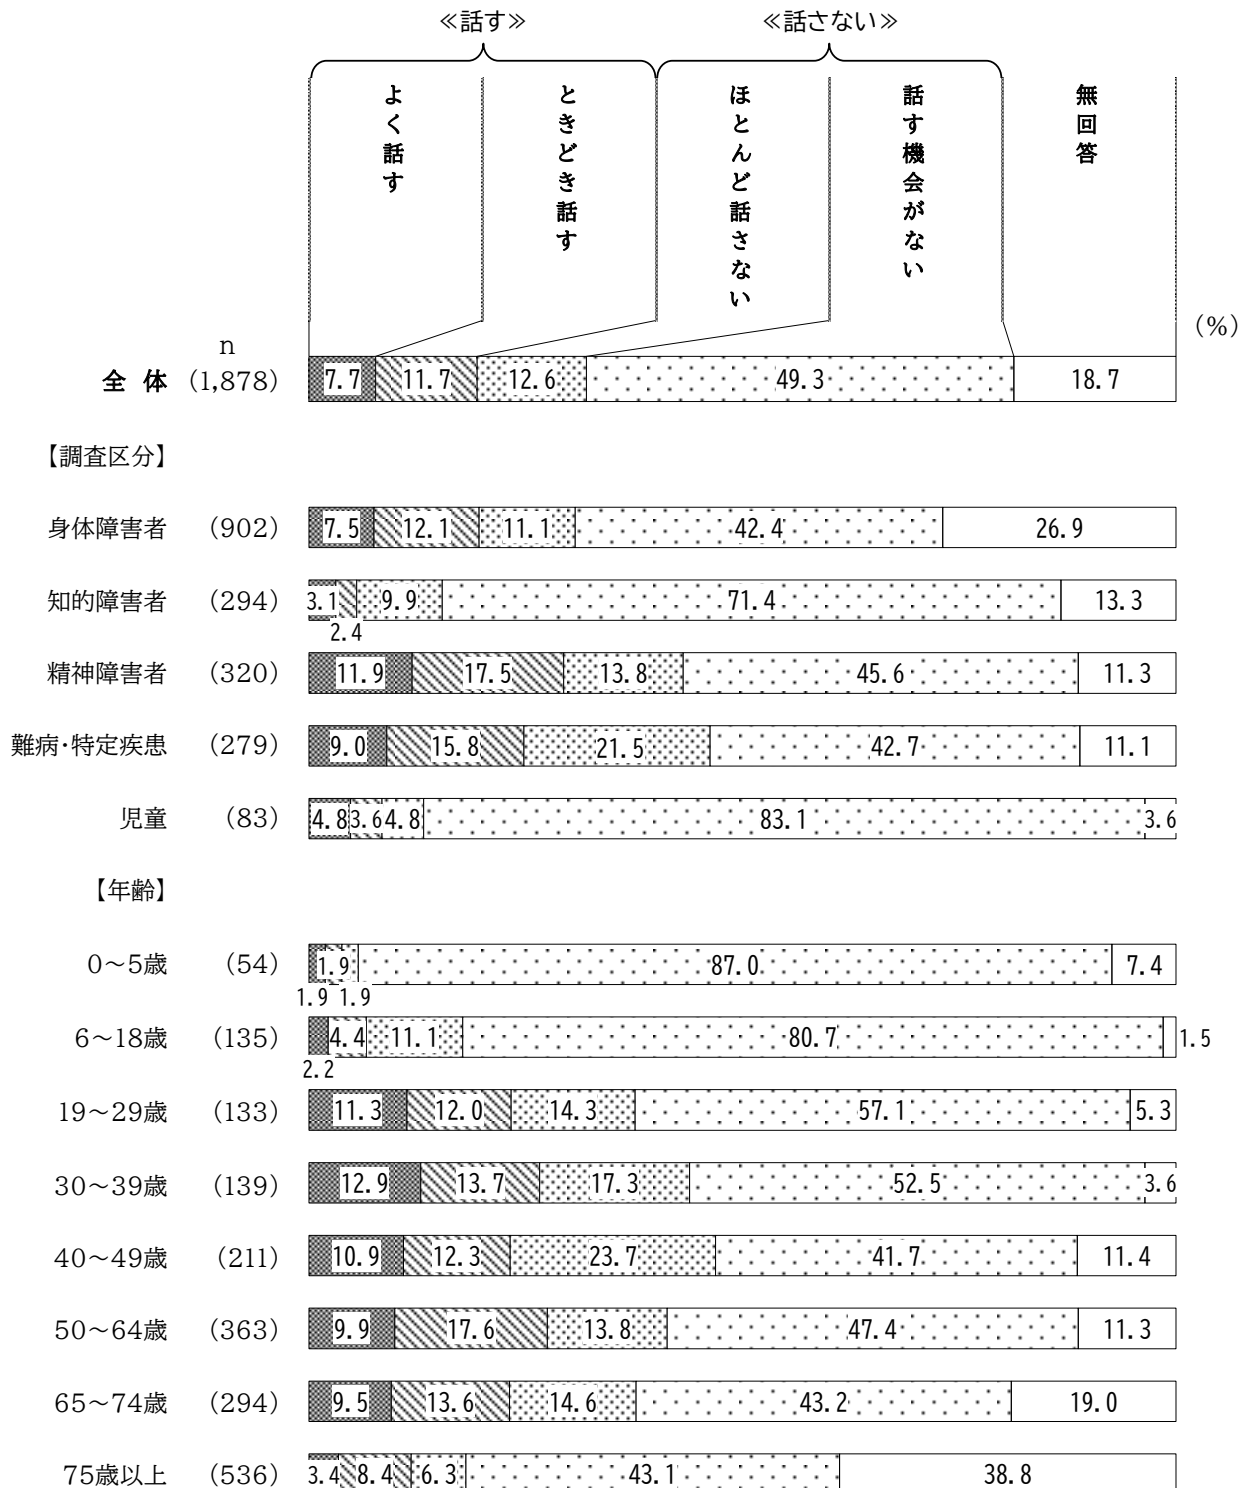 ≪話す≫ ≪話さない≫
よく話す
ときどき話す
ほとんど話さない
話す機会がない
無回答
(%)
n
全 体 (1,878) 7.7 11.7 12.6 49.3 18.7
【調査区分】
身体障害者 (902) 7.5 12.1 11.1 42.4 26.9
知的障害者 (294) 3.1 9.9 71.4 13.3
2.4
精神障害者 (320) 11.9 17.5 13.8 45.6 11.3
難病・特定疾患 (279) 9.0 15.8 21.5 42.7 11.1
児童 (83) 4.8 3.6 4.8 83.1 3.6
【年齢】
0～5歳 (54) 1.9 87.0 7.4
1.9 1.9
6～18歳 (135) 4.4 11.1 80.7 1.5
2.2
19～29歳 (133) 11.3 12.0 14.3 57.1 5.3
30～39歳 (139) 12.9 13.7 17.3 52.5 3.6
40～49歳 (211) 10.9 12.3 23.7 41.7 11.4
50～64歳 (363) 9.9 17.6 13.8 47.4 11.3
65～74歳 (294) 9.5 13.6 14.6 43.2 19.0
75歳以上 (536) 3.4 8.4 6.3 43.1 38.8